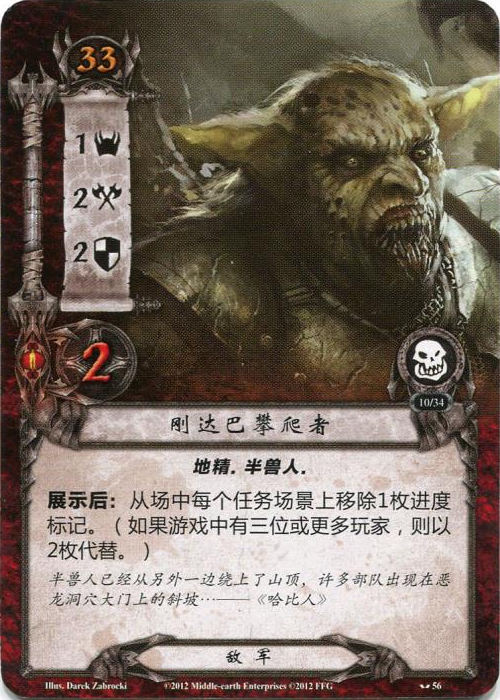 33
1
2
2
2
10/34
刚达巴攀爬者
地精. 半兽人.
展示后：从场中每个任务场景上移除1枚进度
标记。（如果游戏中有三位或更多玩家，则以
2枚代替。）
半兽人已经从另外一边绕上了山顶，许多部队出现在恶
龙洞穴大门上的斜坡…——《哈比人》
敌军
Illus. Darek Zabrocki ©2012 Middle-earth Enterprises ©2012 FFG 56